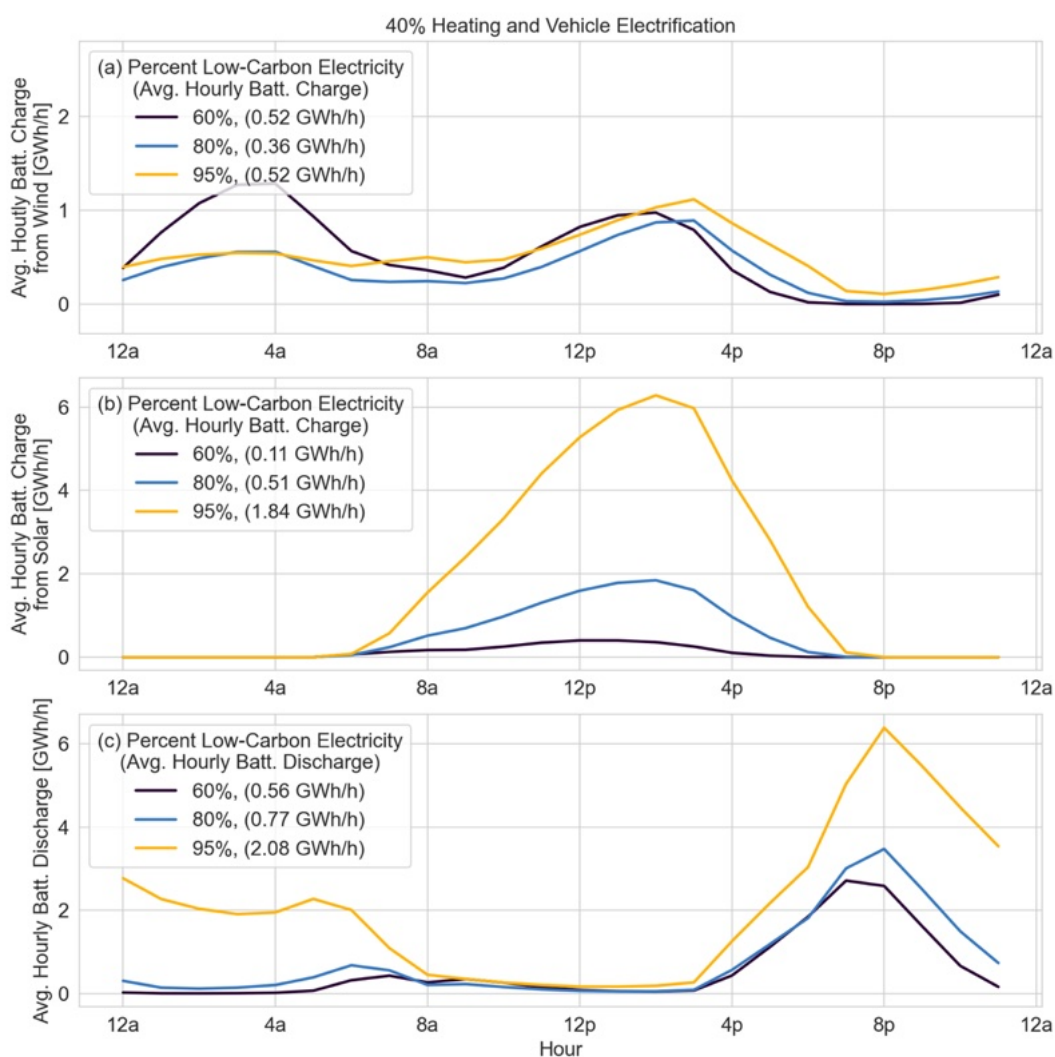 40% Heating and Vehicle Electrification
Avg. Houtly Batt. Charge
from Wind [GWh/h]
(a) Percent Low-Carbon Electricity
(Avg. Hourly Batt. Charge)
60%, (0.52 GWh/h)
80%, (0.36 GWh/h)
95%, (0.52 GWh/h)
2
1
0
12a 4a 8a 12p 4p 8p 12a
Avg. Hourly Batt. Charge
from Solar [GWh/h]
(b) Percent Low-Carbon Electricity
(Avg. Hourly Batt. Charge)
60%, (0.11 GWh/h)
80%, (0.51 GWh/h)
95%, (1.84 GWh/h)
6
4
2
0
12a 4a 8a 12p 4p 8p 12a
Avg. Hourly Batt. Discharge [GWh/h]
(c) Percent Low-Carbon Electricity
(Avg. Hourly Batt. Discharge)
60%, (0.56 GWh/h)
80%, (0.77 GWh/h)
95%, (2.08 GWh/h)
6
4
2
0
12a 4a 8a 12p 4p 8p 12a
Hour